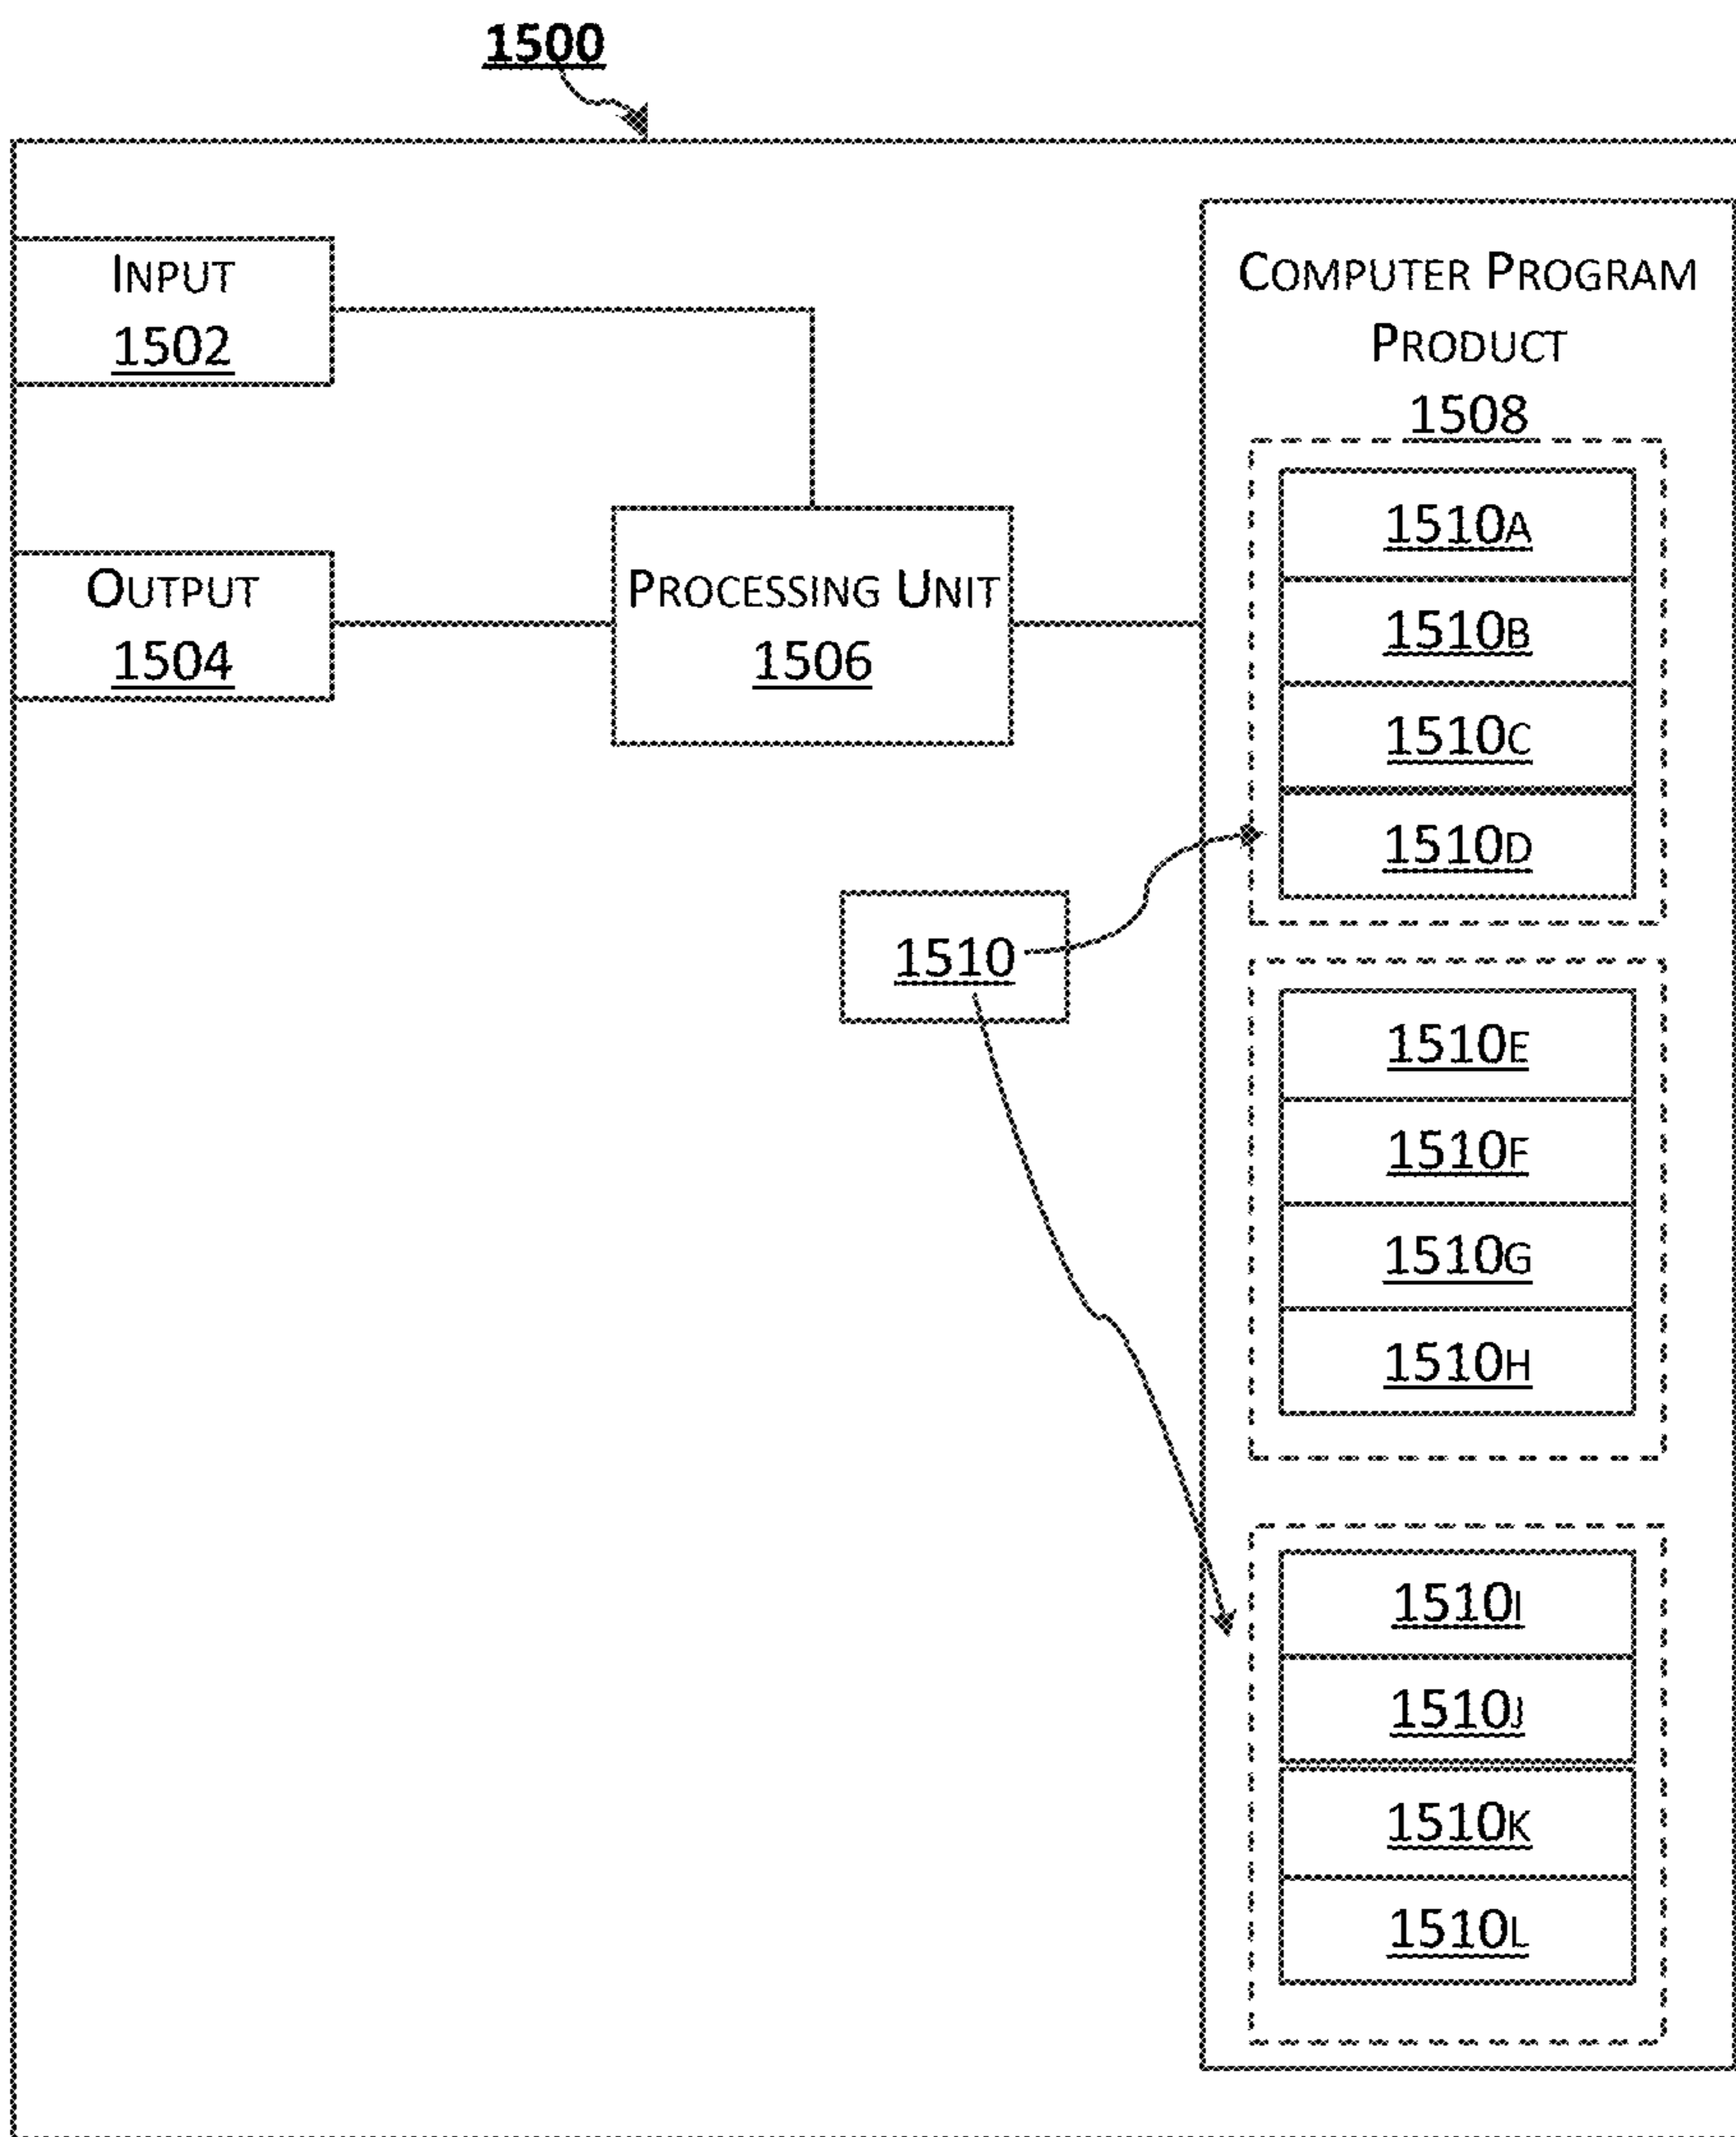 1500
INPUT
1502
OUTPUT
1504
PROCESSING UNIT
1506
COMPUTER PROGRAM
PRODUCT
1508
1510A
1510B
1510C
1510D
1510
1510E
1510F
1510G
1510H
1510I
1510J
1510K
1510L